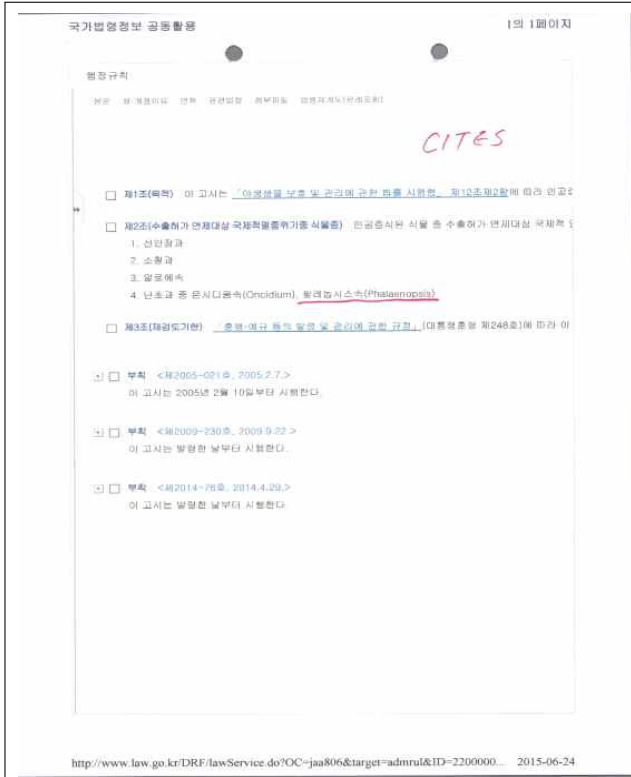 국가법령정보 공동활용
1의 1페이지
행정규칙
본문 제·개정이유 연혁
CITES
제1조(목적) 이 고시는 「야생생물 보호 및 관리에 관한 법률 시행령」 제12조제2항에 따라 인공증
제2조(수출허가 면제대상 국제적멸종위기종 식물종) 인공증식된 식물 중 수출허가 면제대상 국제적 멸
1. 선인장과
2. 소철과
3. 알로에속
4. 난초과 중 온시디움속(Oncidium), 팔레놉시스속(Phalaenopsis)
제3조(재검토기한) 「훈령·예규 등의 발령 및 관리에 관한 규정」(대통령훈령 제248호)에 따라 이
부칙 <제2005-021호, 2005.2.7.>
이 고시는 2005년 2월 10일부터 시행한다.
부칙 <제2009-230호, 2009.9.22.>
이 고시는 발령한 날부터 시행한다.
부칙 <제2014-76호, 2014.4.29.>
이 고시는 발령한 날부터 시행한다.
http://www.law.go.kr/DRF/lawService.do?OC=jaa806&target=admrul&ID=2200000... 2015-06-24